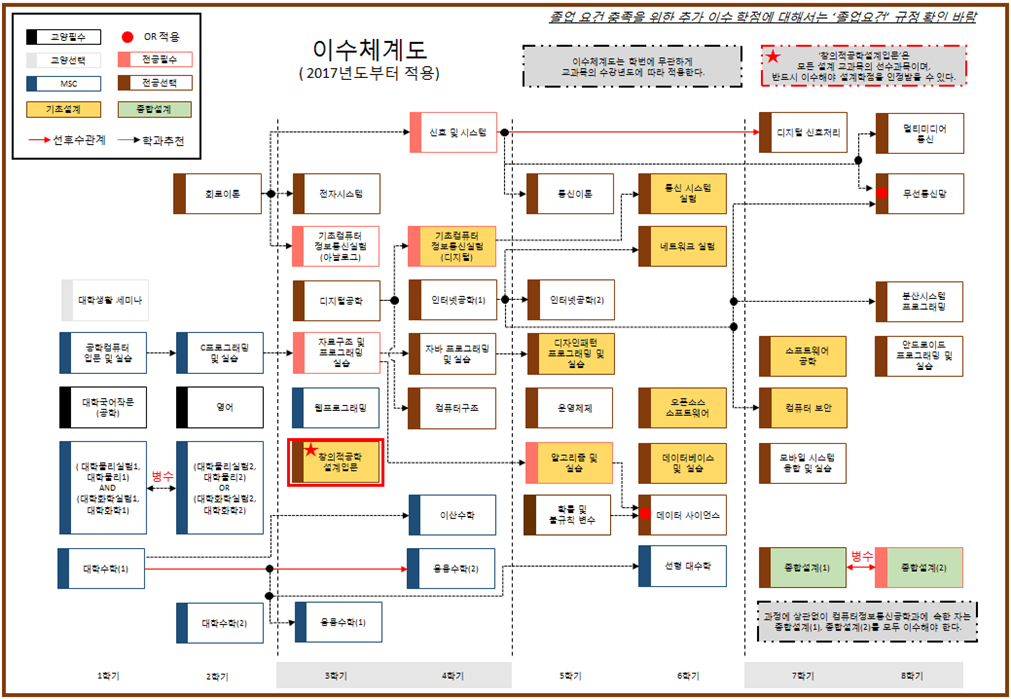 졸업 요건 충족을 위한 추가 이수 학점에 대해서는 ‘졸업요건’ 규정 확인 바람
교양필수
OR 적용
교양선택
전공필수
MSC
전공선택
기초설계
종합설계
선후수관계
학과추천
이수체계도
( 2017년도부터 적용)
이수체계도는 학번에 무관하게
교과목의 수강년도에 따라 적용한다.
'창의적공학설계입문'은
모든 설계 교과목의 선수과목이며,
반드시 이수해야 설계학점을 인정받을 수 있다.
신호 및 시스템
디지털 신호처리
멀티미디어
통신
회로이론
전자시스템
통신이론
통신 시스템
실험
무선통신망
기초컴퓨터
정보통신실험
(아날로그)
기초컴퓨터
정보통신실험
(디지털)
네트워크 실험
대학생활 세미나
디지털공학
인터넷공학(1)
인터넷공학(2)
분산시스템
프로그래밍
공학컴퓨터
입문 및 실습
C프로그래밍
및 실습
자료구조 및
프로그래밍
실습
자바 프로그래밍
및 실습
디자인패턴
프로그래밍 및
실습
소프트웨어
공학
안드로이드
프로그래밍 및
실습
대학국어작문
(공학)
영어
웹프로그래밍
컴퓨터구조
운영체제
오픈소스
소프트웨어
컴퓨터 보안
( 대학물리실험1,
대학물리1)
AND
(대학화학실험1,
대학화학1)
병수
(대학물리실험2,
대학물리2)
OR
(대학화학실험2,
대학화학2)
창의적공학
설계입문
알고리즘 및
실습
데이터베이스
및 실습
모바일 시스템
융합 및 실습
이산수학
확률 및
불규칙 변수
데이터 사이언스
대학수학(1)
응용수학(2)
선형 대수학
종합설계(1)
병수
종합설계(2)
대학수학(2)
응용수학(1)
과정에 상관없이 컴퓨터정보통신공학과에 속한 자는
종합설계(1), 종합설계(2)를 모두 이수해야 한다.
1학기
2학기
3학기
4학기
5학기
6학기
7학기
8학기